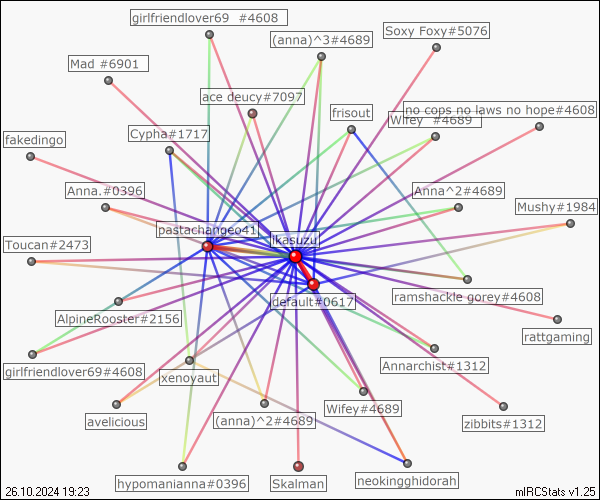 girlfriendlover69 #4608
(anna)^3#4689
Soxy Foxy#5076
Mad #6901
ace deucy#7097
no cops no laws no hope#4608
frisout
Wifey #4689
Cypha#1717
fakedingo
Anna.#0396
Anna^2#4689
Mushy#1984
pastachangeo41
lkasuzu
Toucan#2473
default#0617
ramshackle gorey#4608
AlpineRooster#2156
rattgaming
girlfriendlover69#4608
xenoyaut
Annarchist#1312
Wifey#4689
avelicious
(anna)^2#4689
zibbits#1312
hypomanianna#0396
Skalman
neokingghidorah
26.10.2024 19:23
mIRCStats v1.25